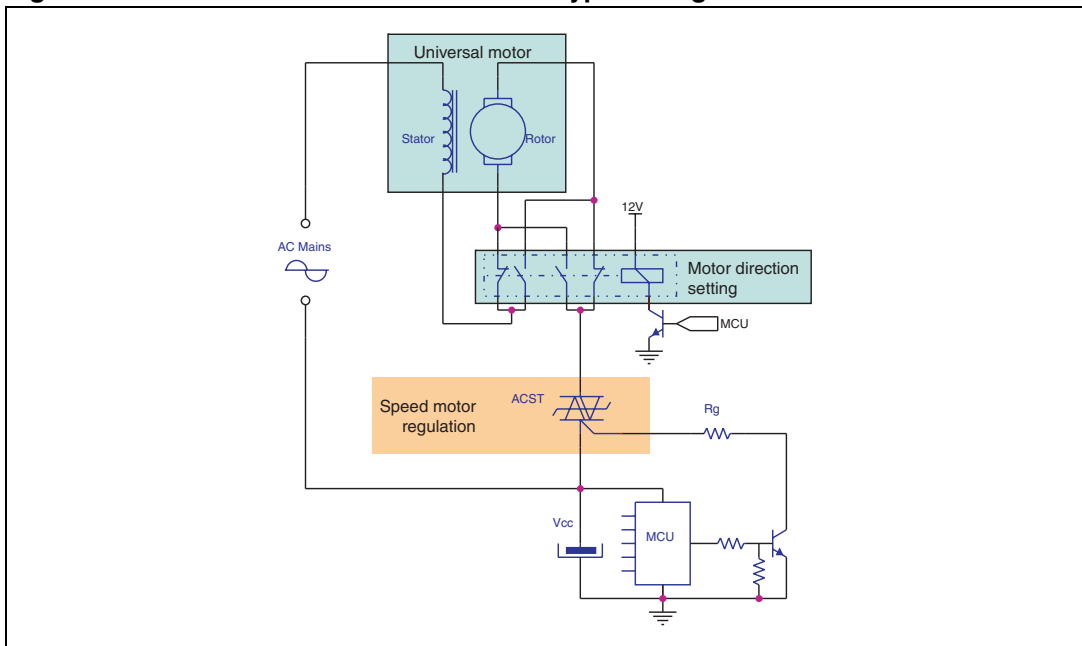 Universal motor
Stator
Rotor
12V
AC Mains
Motor direction
setting
MCU
ACST
Speed motor
regulation
Rg
Vcc
MCU